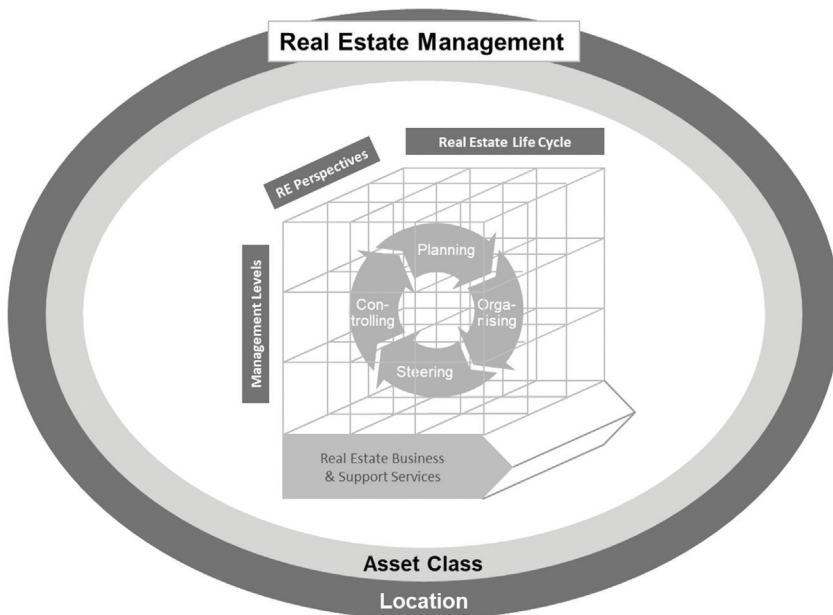 Real Estate Management
Real Estate Life Cycle
RE Perspectives
Management Levels
Planning
Con-
trolling
Orga-
nising
Steering
Real Estate Business
& Support Services
Asset Class
Location